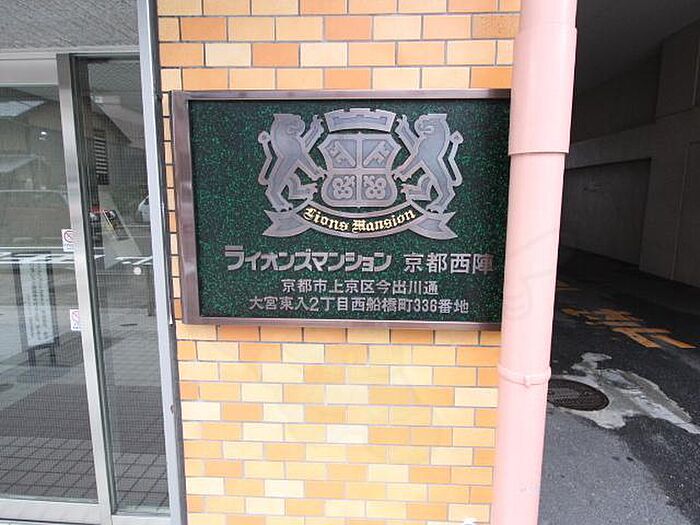 Lions Mansion
ライオンズマンション 京都西陣
京都市上京区今出川通
大宮東入2丁目西船橋町336番地